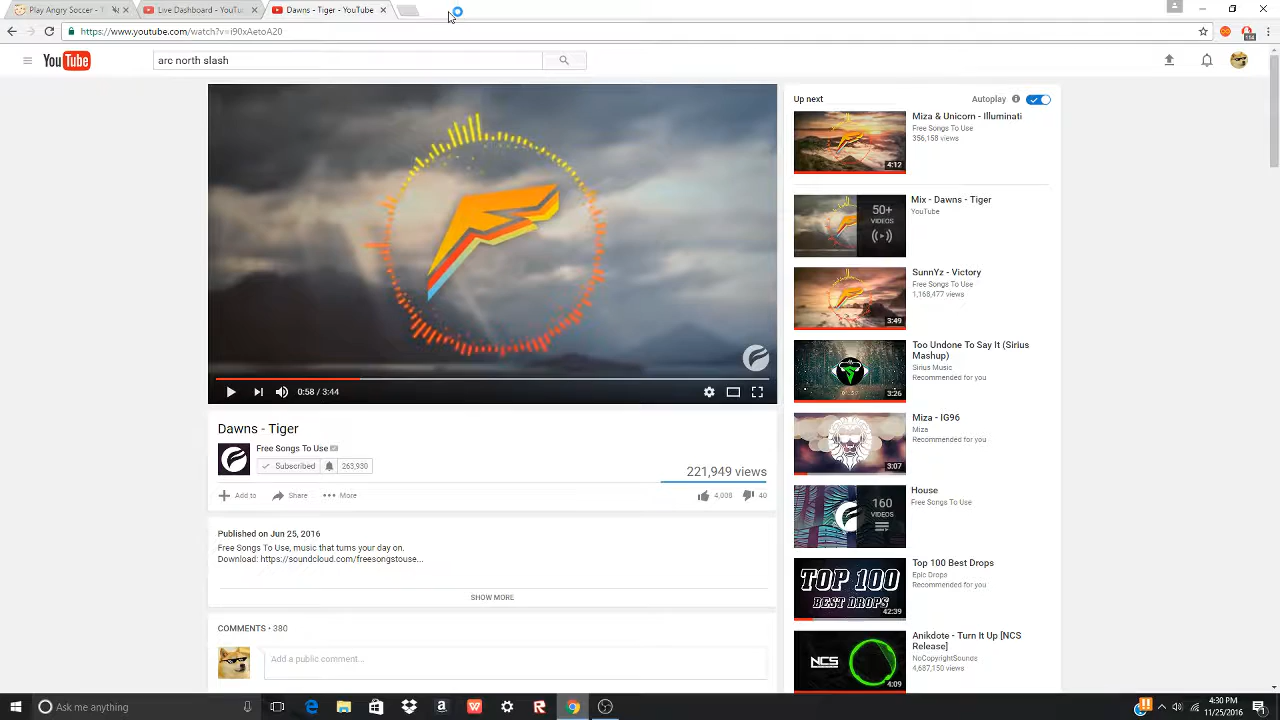 Play Angry Soccer -
Live Dashboard - YouTu
Dawns - Tiger - YouTube
https://www.youtube.com/watch?v=i90xAetoA20
YouTube
arc north slash
Up next
Autoplay
Miza & Unicorn - Illuminati
Free Songs To Use
356,158 views
4:12
Mix - Dawns - Tiger
YouTube
50+
VIDEOS
SunnYz - Victory
Free Songs To Use
1,168,477 views
3:49
Too Undone To Say It (Sirius
Mashup)
Sirius Music
Recommended for you
3:26
Miza - IG96
Miza
Recommended for you
3:07
House
Free Songs To Use
160
VIDEOS
Top 100 Best Drops
Epic Drops
Recommended for you
TOP 100
BEST DROPS
42:39
Anikdote - Turn It Up [NCS
Release]
NoCopyrightSounds
4,687,150 views
NCS
4:09
0:58 / 3:44
Dawns - Tiger
Free Songs To Use
Subscribed
263,930
221,949 views
Add to
Share
More
4,008
40
Published on Jun 25, 2016
Free Songs To Use, music that turns your day on.
Download: https://soundcloud.com/freesongstouse...
SHOW MORE
COMMENTS • 380
Add a public comment...
Ask me anything
4:30 PM
11/25/2016